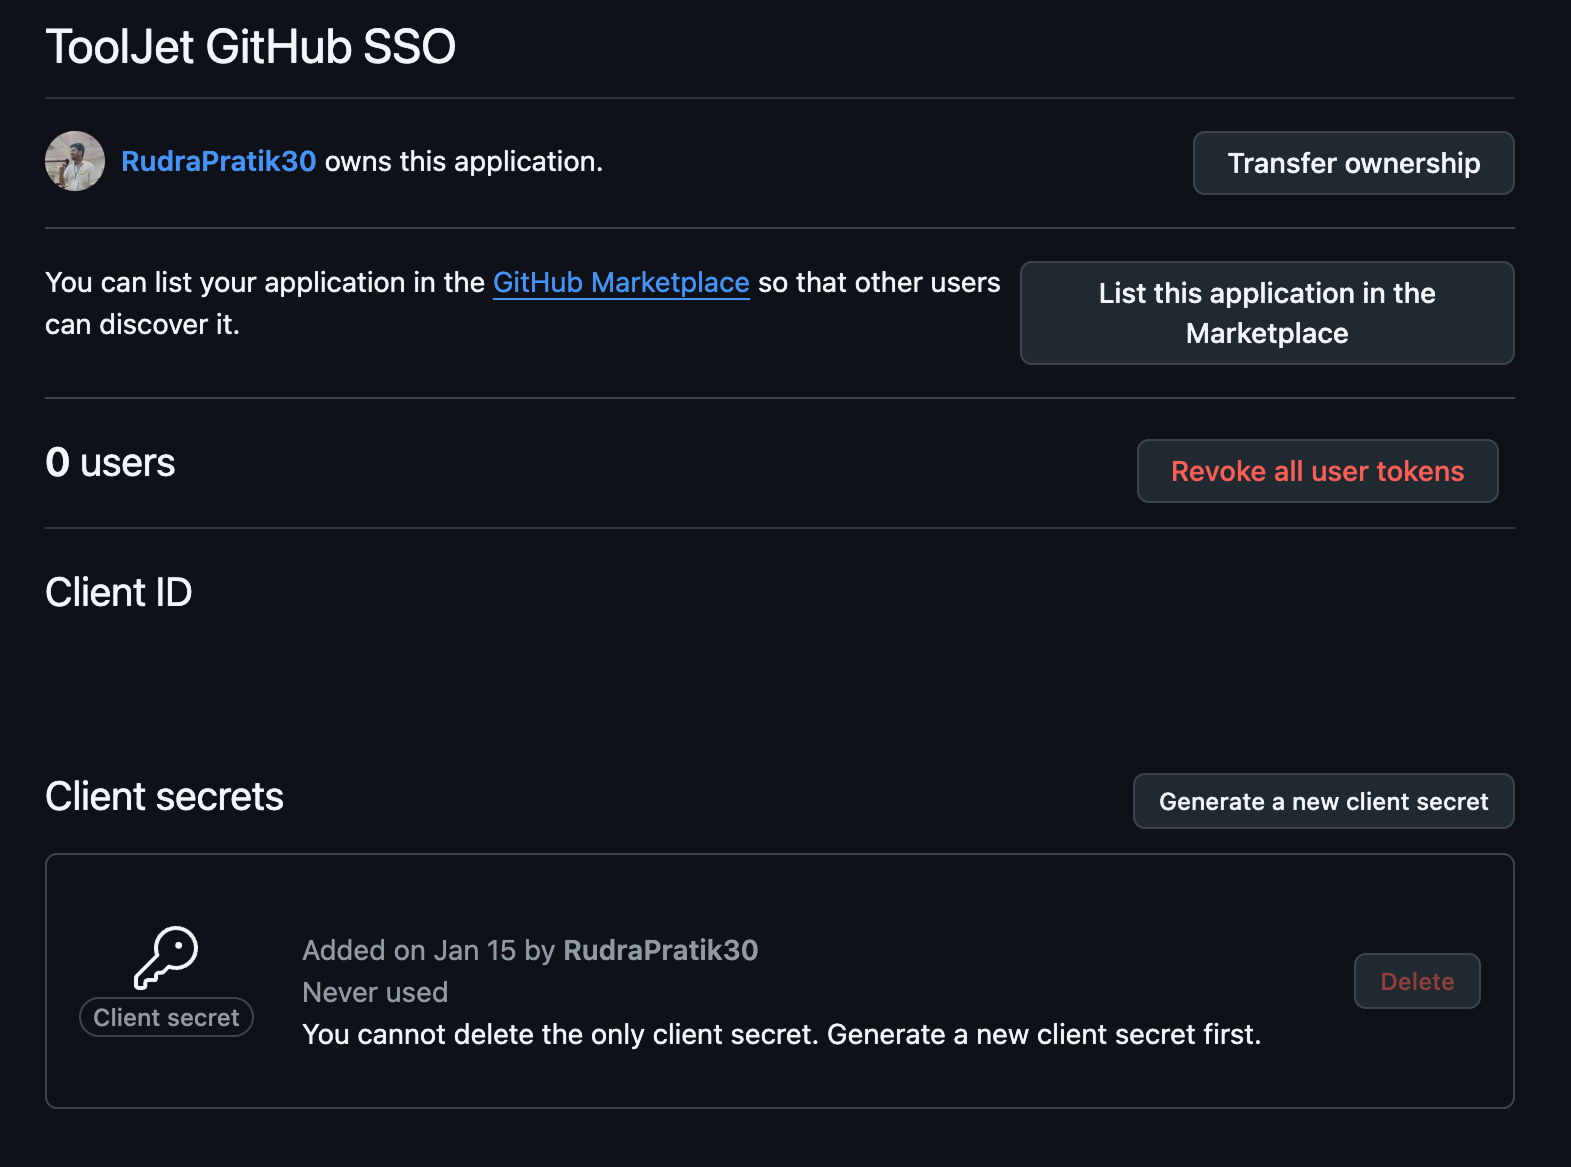 ToolJet GitHub SSO
RudraPratik30 owns this application.
Transfer ownership
You can list your application in the GitHub Marketplace so that other users
can discover it.
List this application in the
Marketplace
0 users
Revoke all user tokens
Client ID
Client secrets
Generate a new client secret
Client secret
Added on Jan 15 by RudraPratik30
Never used
You cannot delete the only client secret. Generate a new client secret first.
Delete